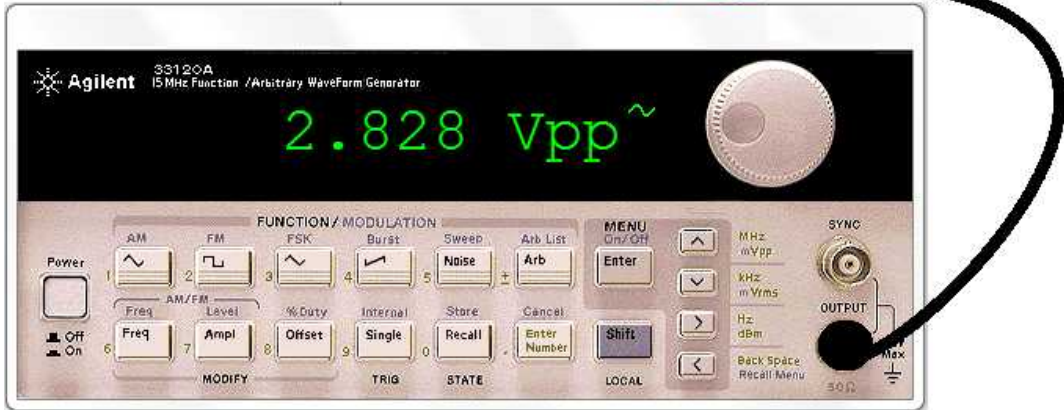 Agilent 33120A
15 MHz Function / Arbitrary WaveForm Generator
2.828 Vpp~
FUNCTION / MODULATION
AM FM FSK Burst Sweep Arb List
MENU
On/Off
MHz
mVpp
SYNC
Power
1 2 3 4 5 Noise ± Arb Enter
kHz
mVrms
AM/FM
Freq Level %Duty Internal Store Cancel
Hz
dBm
OUTPUT
Off
On
6 Freq 7 Ampl 8 Offset 9 Single 0 Recall . Enter Number Shift
Back Space
Recall Menu
Max
MODIFY TRIG STATE LOCAL
50Ω